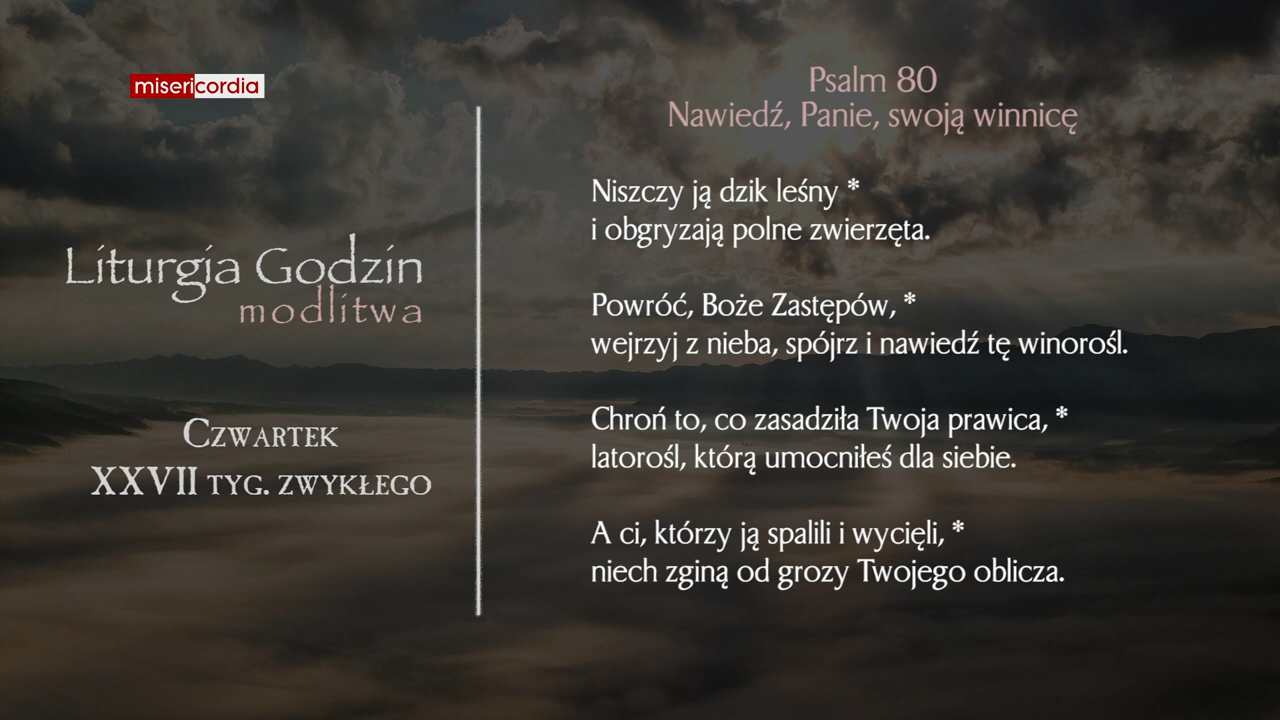 misericordia
Liturgia Godzin
modlitwa
Czwartek
XXVII tyg. zwykłego
Psalm 80
Nawiedź, Panie, swoją winnicę
Niszczy ją dzik leśny *
i obgryzają polne zwierzęta.
Powróć, Boże Zastępów, *
wejrzyj z nieba, spójrz i nawiedź tę winorośl.
Chroń to, co zasadziła Twoja prawica, *
latorośl, którą umocniłeś dla siebie.
A ci, którzy ją spalili i wycięli, *
niech zginą od grozy Twojego oblicza.